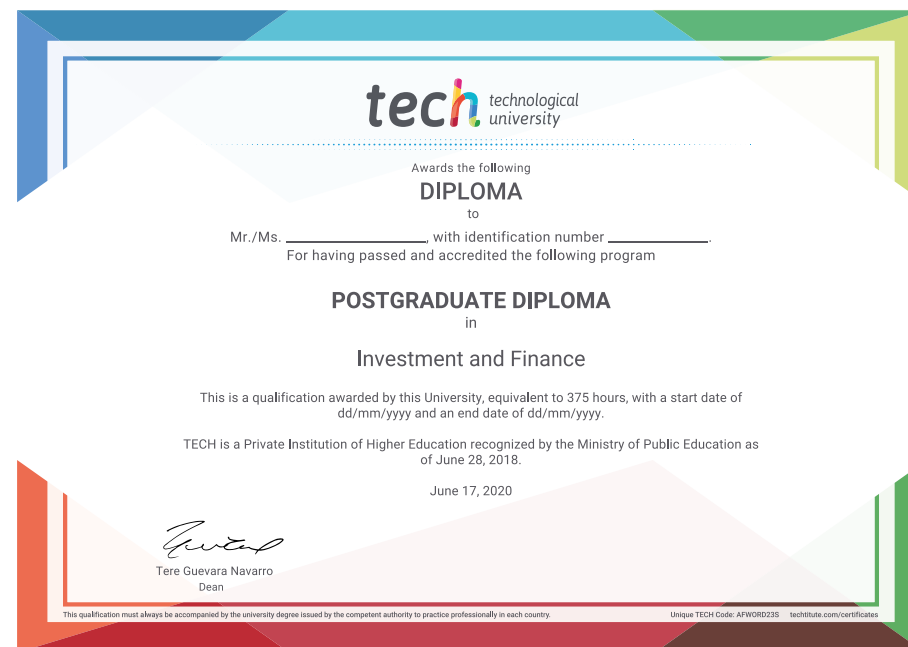 tech technological
university
Awards the following
DIPLOMA
to
Mr./Ms. ____________, with identification number ____________.
For having passed and accredited the following program
POSTGRADUATE DIPLOMA
in
Investment and Finance
This is a qualification awarded by this University, equivalent to 375 hours, with a start date of
dd/mm/yyyy and an end date of dd/mm/yyyy.
TECH is a Private Institution of Higher Education recognized by the Ministry of Public Education as
of June 28, 2018.
June 17, 2020
Tere Guevara Navarro
Dean
This qualification must always be accompanied by the university degree issued by the competent authority to practice professionally in each country. Unique TECH Code: AFWORD23S techtitute.com/certificates